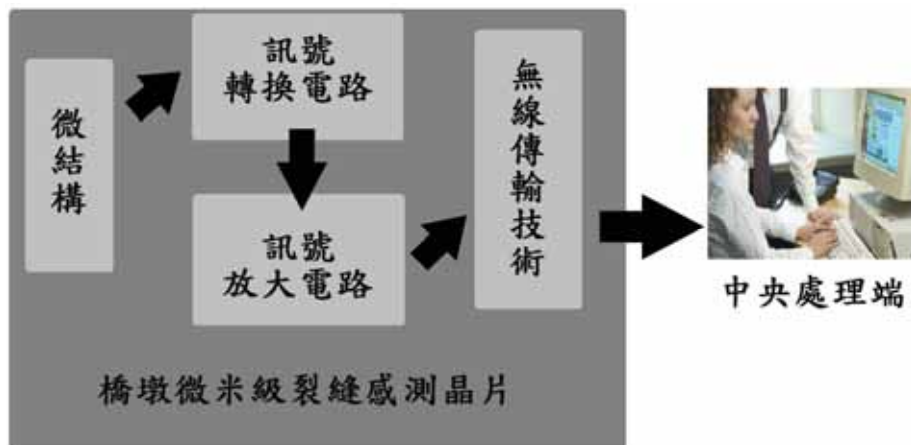 微結構
訊號
轉換電路
訊號
放大電路
無線傳輸技術
中央處理端
橋墩微米級裂縫感測晶片